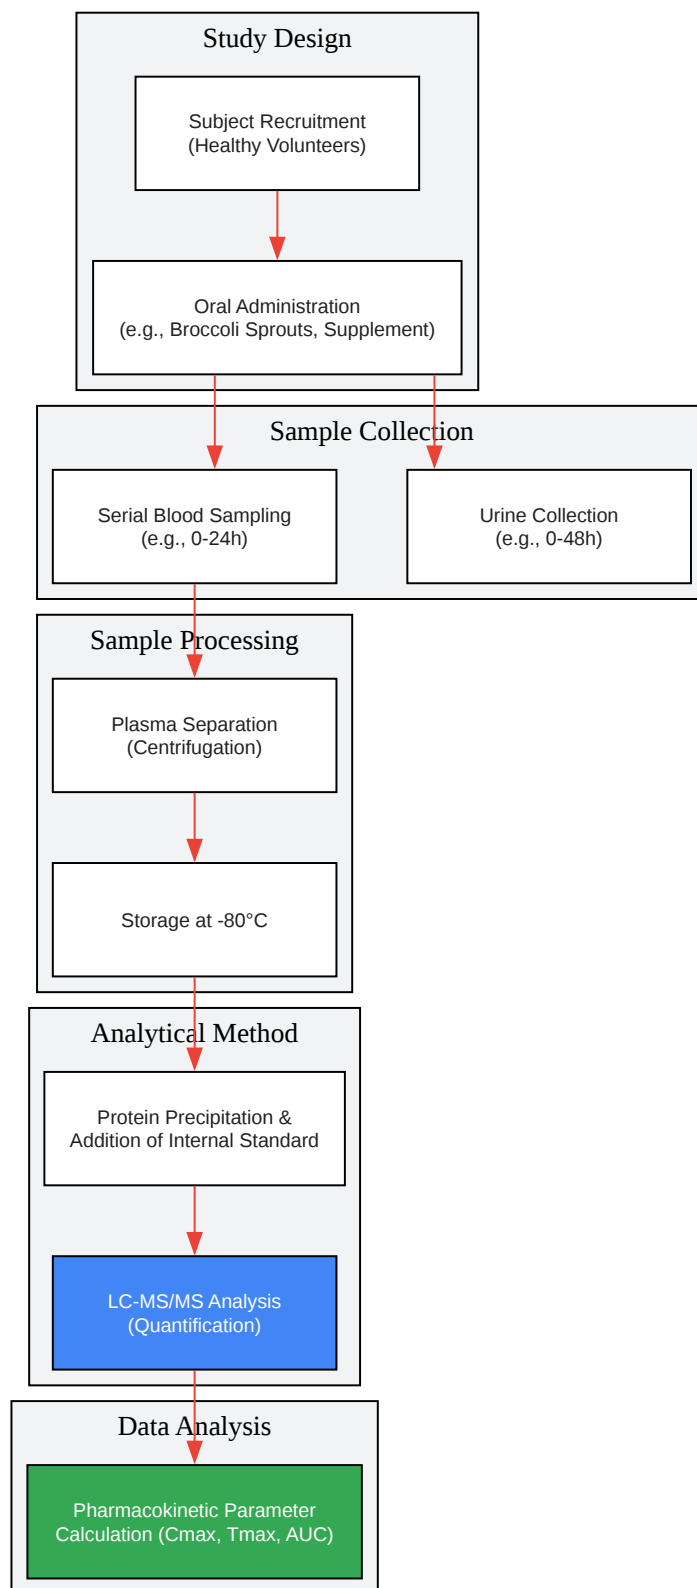 Study Design
Subject Recruitment
(Healthy Volunteers)
Oral Administration
(e.g., Broccoli Sprouts, Supplement)
Sample Collection
Serial Blood Sampling
(e.g., 0-24h)
Urine Collection
(e.g., 0-48h)
Sample Processing
Plasma Separation
(Centrifugation)
Storage at -80°C
Analytical Method
Protein Precipitation &
Addition of Internal Standard
LC-MS/MS Analysis
(Quantification)
Data Analysis
Pharmacokinetic Parameter
Calculation (Cmax, Tmax, AUC)